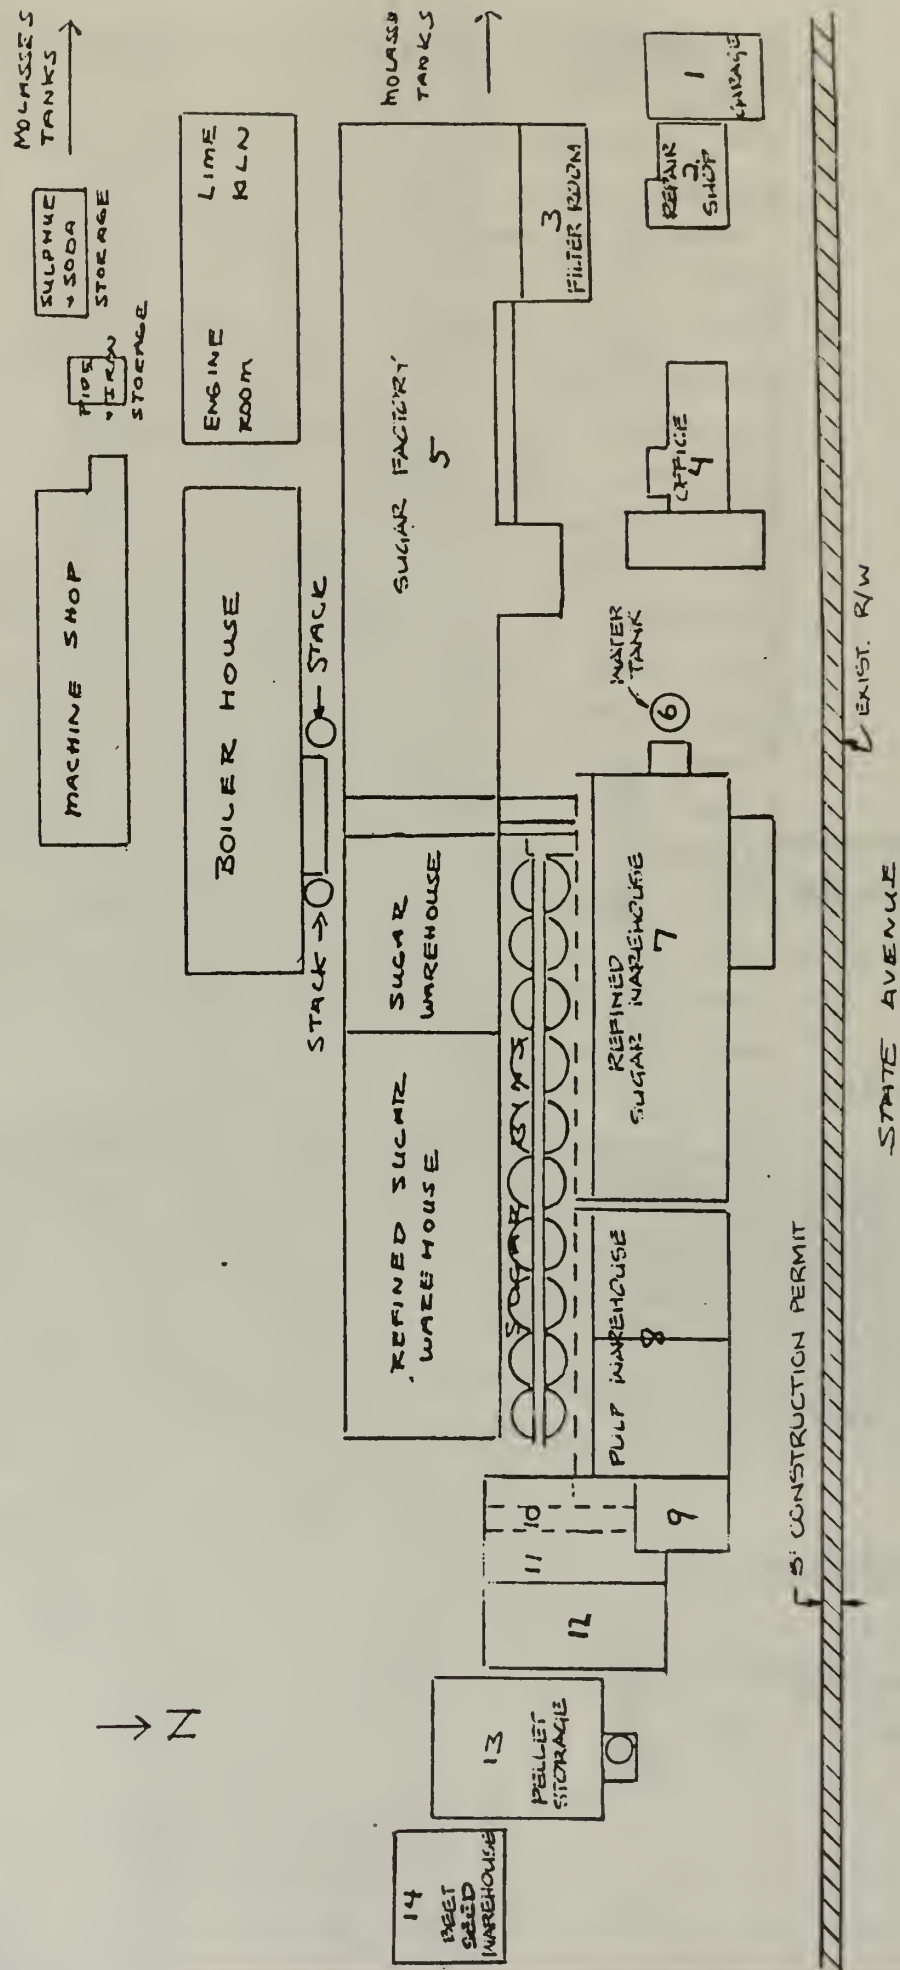 MOLASSES
TANKS
SULPHUR
+ SODA
STORAGE
PIPE
+ IRON
STORAGE
MACHINE SHOP
LIME
KILN
ENGINE
ROOM
BOILER HOUSE
STACK
STACK
MOLASSES
TANKS
SUGAR FACTORY
5
3
FILTER ROOM
SUGAR
WAREHOUSE
REFINED SUGAR
WAREHOUSE
SUGAR BINS
1
GARAGE
REPAIR
2
SHOP
OFFICE
4
WATER
TANK
6
REFINED
SUGAR WAREHOUSE
7
PULP WAREHOUSE
8
9
10
11
12
13
PELLET
STORAGE
14
BEET
SEED
WAREHOUSE
N
5' CONSTRUCTION PERMIT
EXIST. R/W
STATE AVENUE